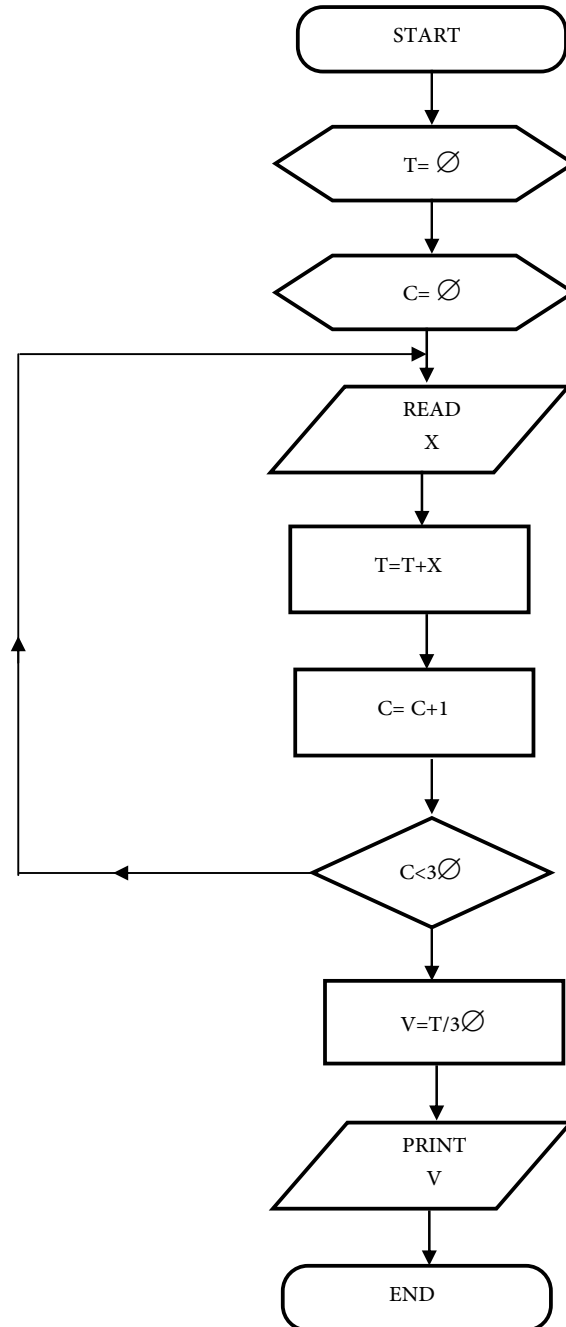 START
T= ∅
C= ∅
READ
X
T=T+X
C= C+1
C<3∅
V=T/3∅
PRINT
V
END